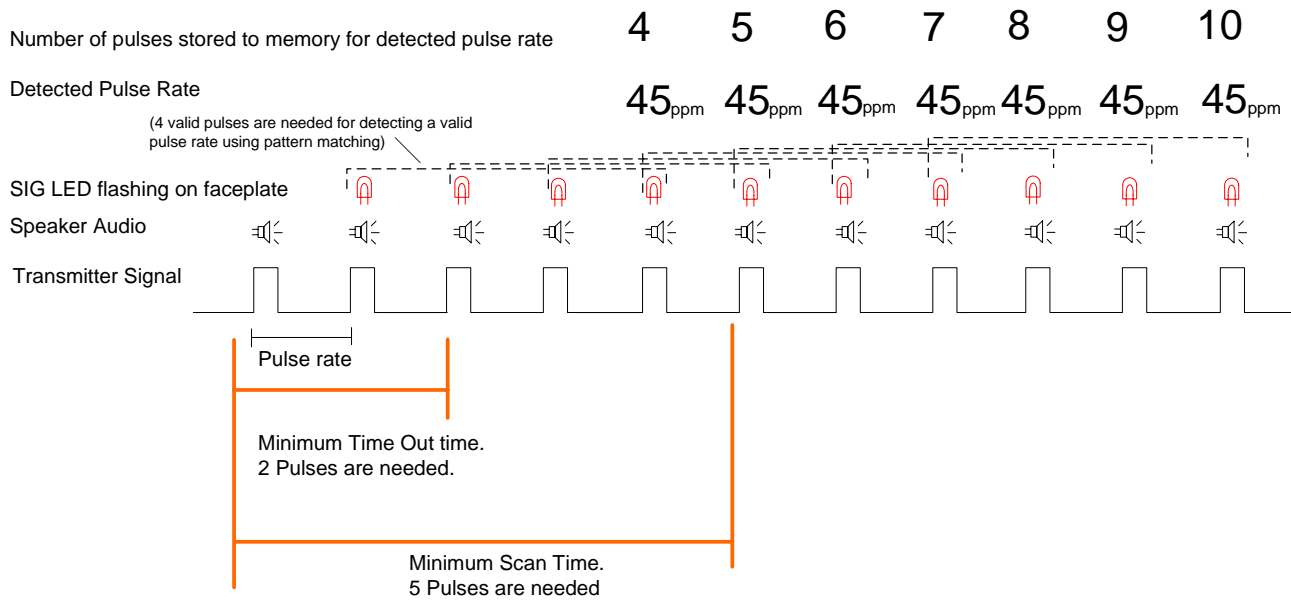 Number of pulses stored to memory for detected pulse rate 4 5 6 7 8 9 10
Detected Pulse Rate 45ppm 45ppm 45ppm 45ppm 45ppm 45ppm 45ppm
(4 valid pulses are needed for detecting a valid
pulse rate using pattern matching)
SIG LED flashing on faceplate
Speaker Audio
Transmitter Signal
Pulse rate
Minimum Time Out time.
2 Pulses are needed.
Minimum Scan Time.
5 Pulses are needed